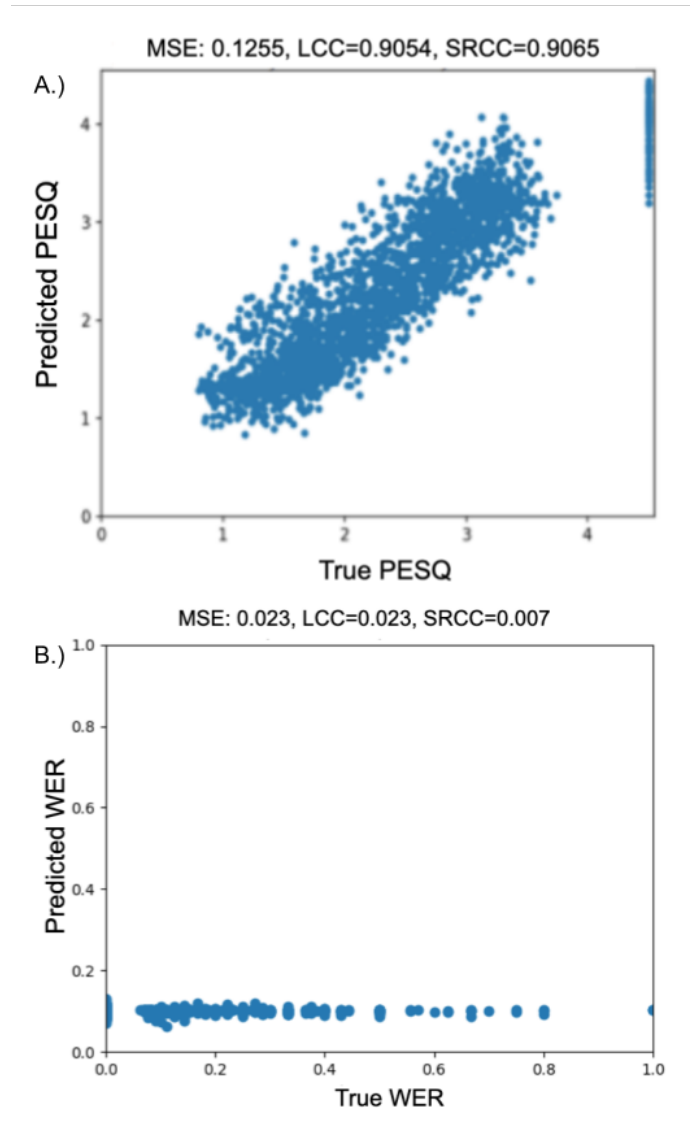 MSE: 0.1255, LCC=0.9054, SRCC=0.9065
A.)
4
3
2
1
0
Predicted PESQ
0 1 2 3 4
True PESQ
MSE: 0.023, LCC=0.023, SRCC=0.007
B.)
1.0
0.8
0.6
0.4
0.2
0.0
Predicted WER
0.0 0.2 0.4 0.6 0.8 1.0
True WER